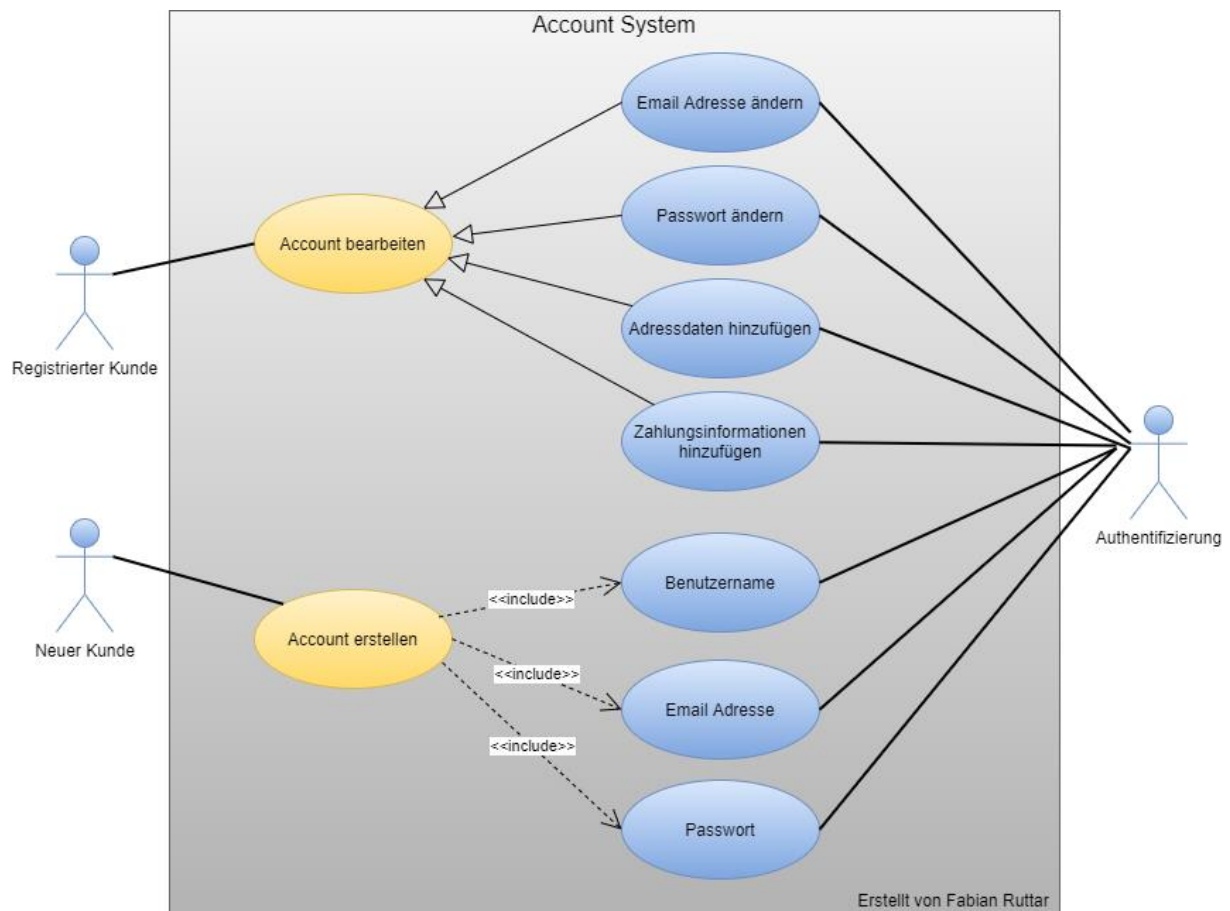 Account System
Email Adresse ändern
Passwort ändern
Account bearbeiten
Adressdaten hinzufügen
Registrierter Kunde
Zahlungsinformationen
hinzufügen
Authentifizierung
Neuer Kunde
Account erstellen
<<include>>
Benutzername
<<include>>
Email Adresse
<<include>>
Passwort
Erstellt von Fabian Ruttar